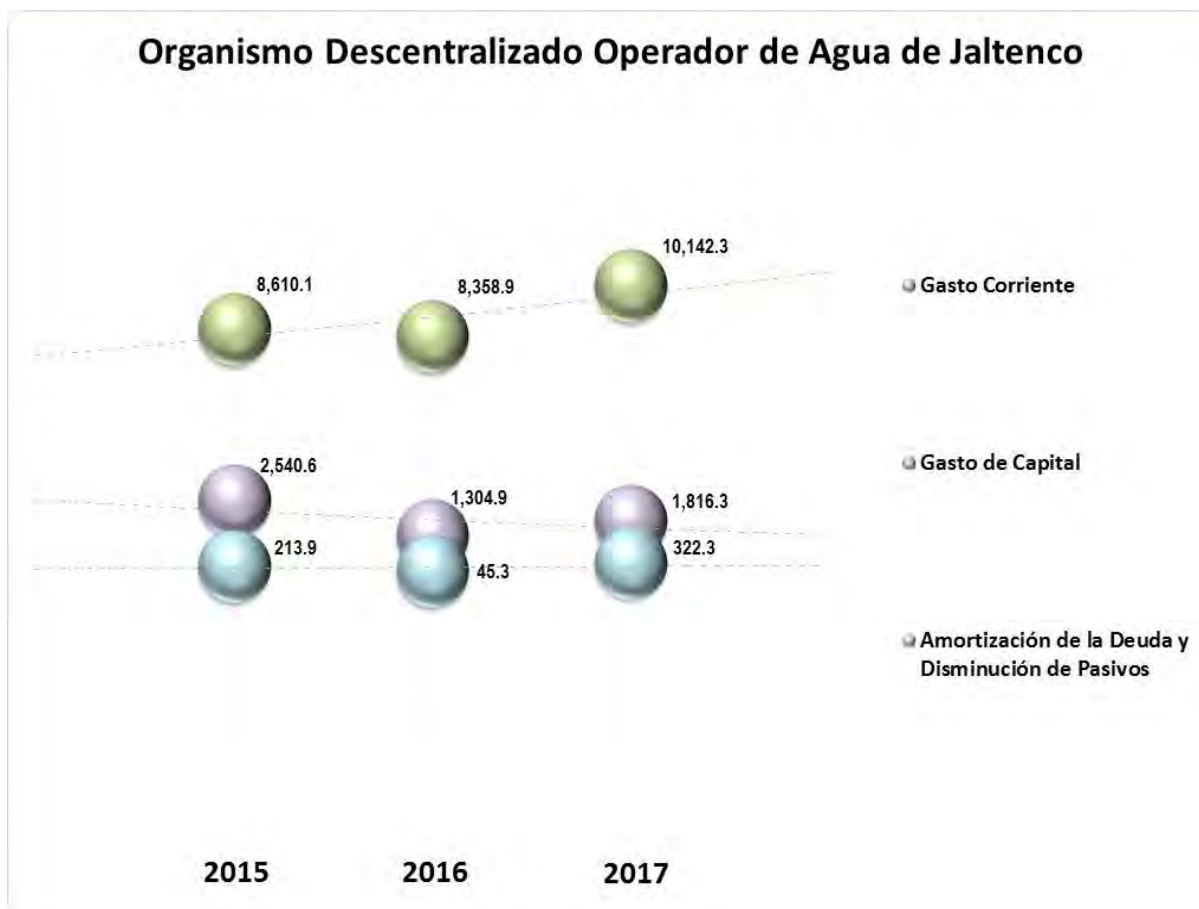 Organismo Descentralizado Operador de Agua de Jaltenco
10,142.3
8,610.1
8,358.9
Gasto Corriente
2,540.6
1,304.9
1,816.3
Gasto de Capital
213.9
45.3
322.3
Amortización de la Deuda y
Disminución de Pasivos
2015
2016
2017